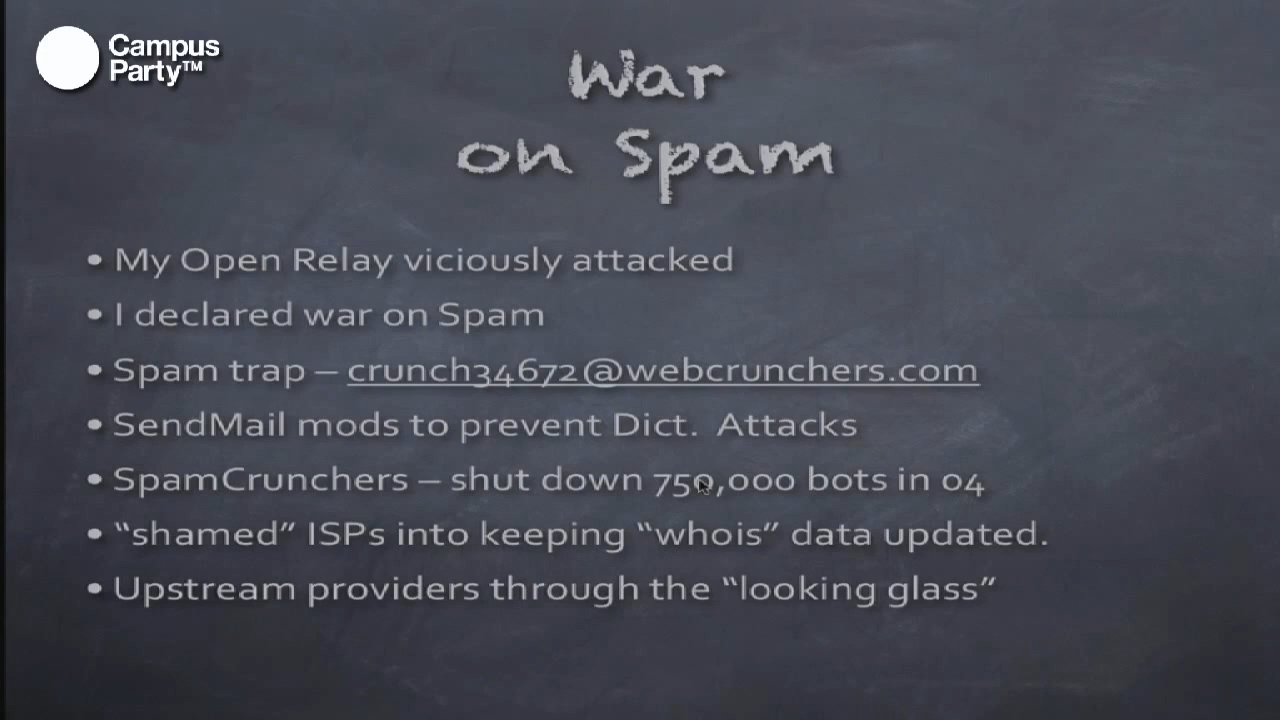 Campus
Party™
War
on Spam
• My Open Relay viciously attacked
• I declared war on Spam
• Spam trap – crunch34672@webcrunchers.com
• SendMail mods to prevent Dict.  Attacks
• SpamCrunchers – shut down 750,000 bots in 04
• “shamed” ISPs into keeping “whois” data updated.
• Upstream providers through the “looking glass”